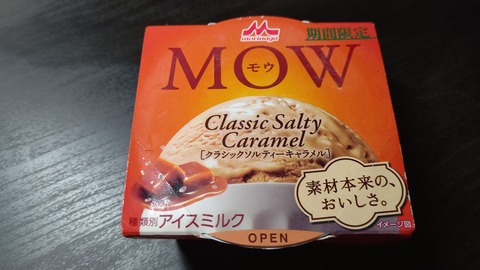 morinaga
期間限定
MOW
モウ
Classic Salty
Caramel
[クラシックソルティーキャラメル]
素材本来の、
おいしさ。
種類別アイスミルク
イメージ図
OPEN